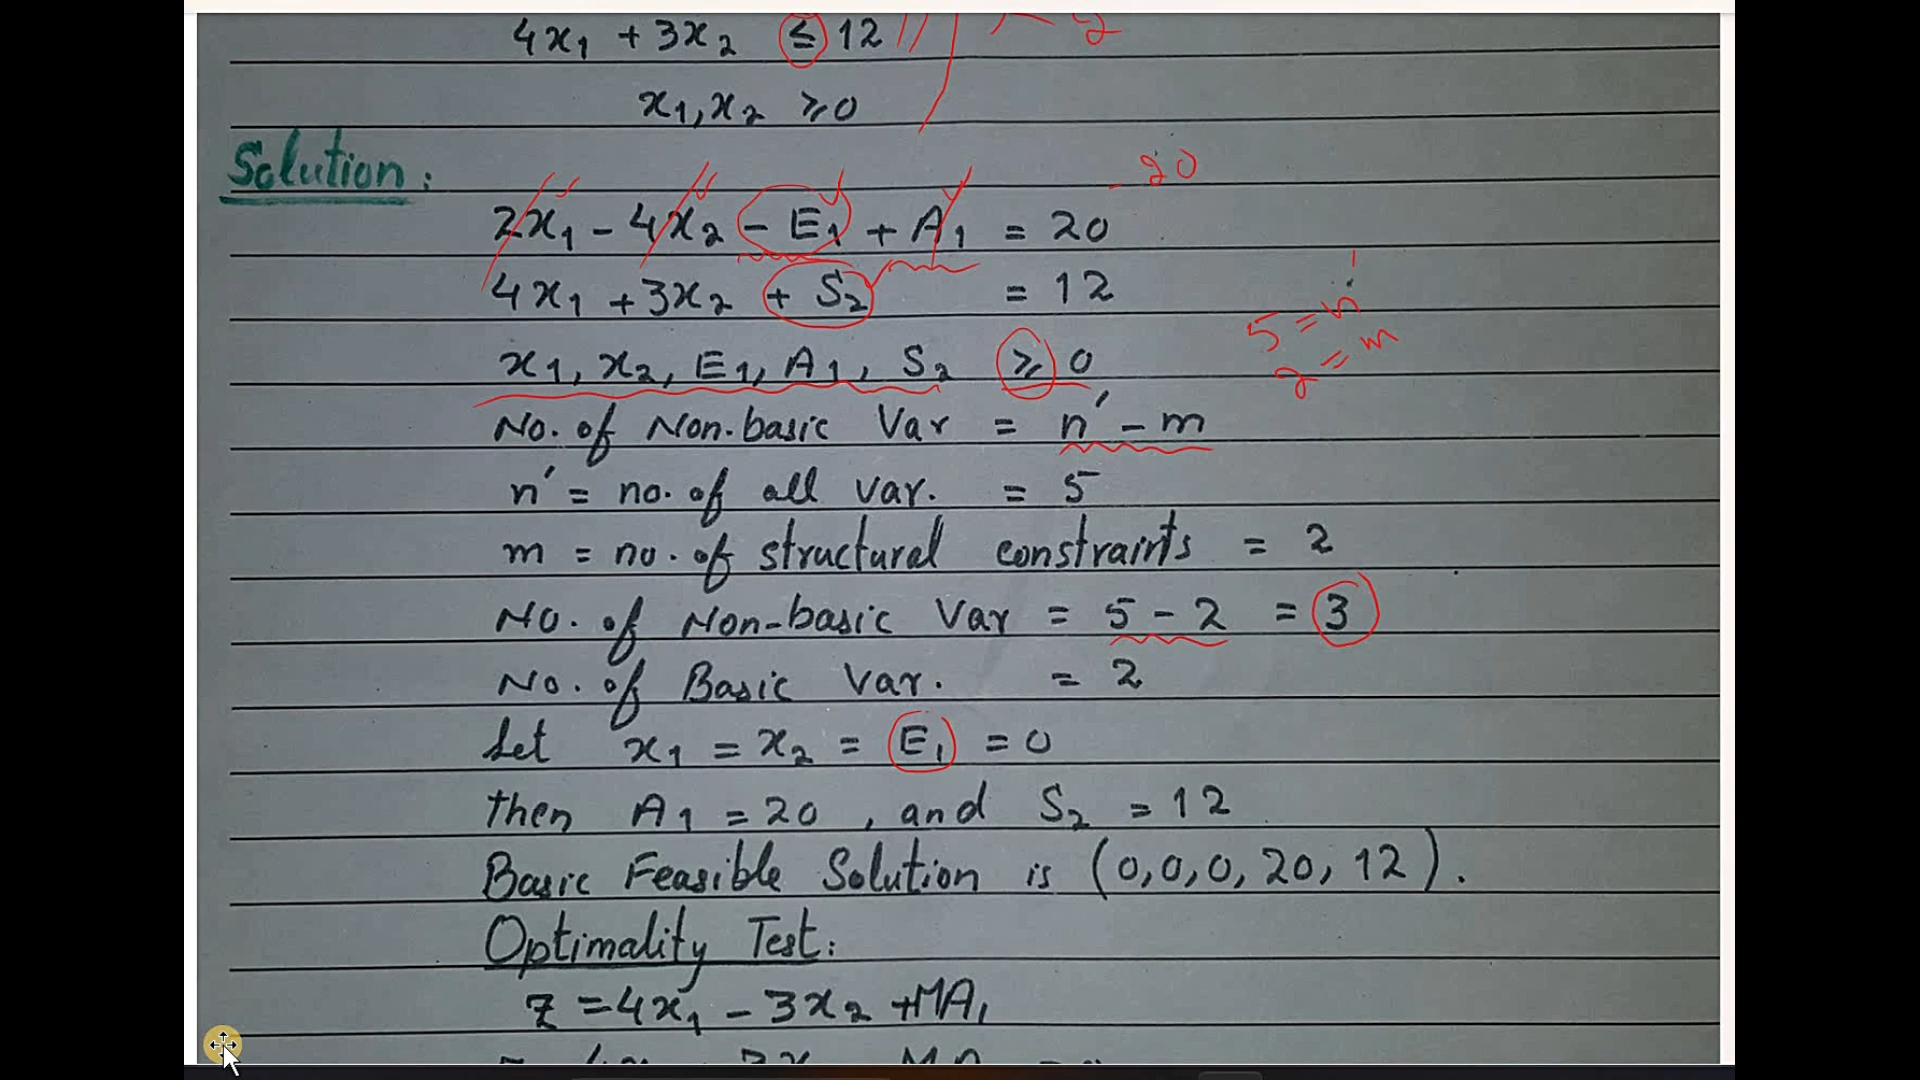 4x₁ + 3x₂ ≤ 12
x₁, x₂ ≥ 0
Solution:
20
2x₁ - 4x₂ - E₁ + A₁ = 20
4x₁ + 3x₂ + S₂ = 12
5 = n'
2 = m
x₁, x₂, E₁, A₁, S₂ ≥ 0
No. of Non-basic Var = n' - m
n' = no. of all var. = 5
m = no. of structural constraints = 2
No. of Non-basic Var = 5 - 2 = 3
No. of Basic Var. = 2
Let x₁ = x₂ = E₁ = 0
then A₁ = 20, and S₂ = 12
Basic Feasible Solution is (0,0,0,20,12).
Optimality Test:
Z = 4x₁ - 3x₂ + MA₁